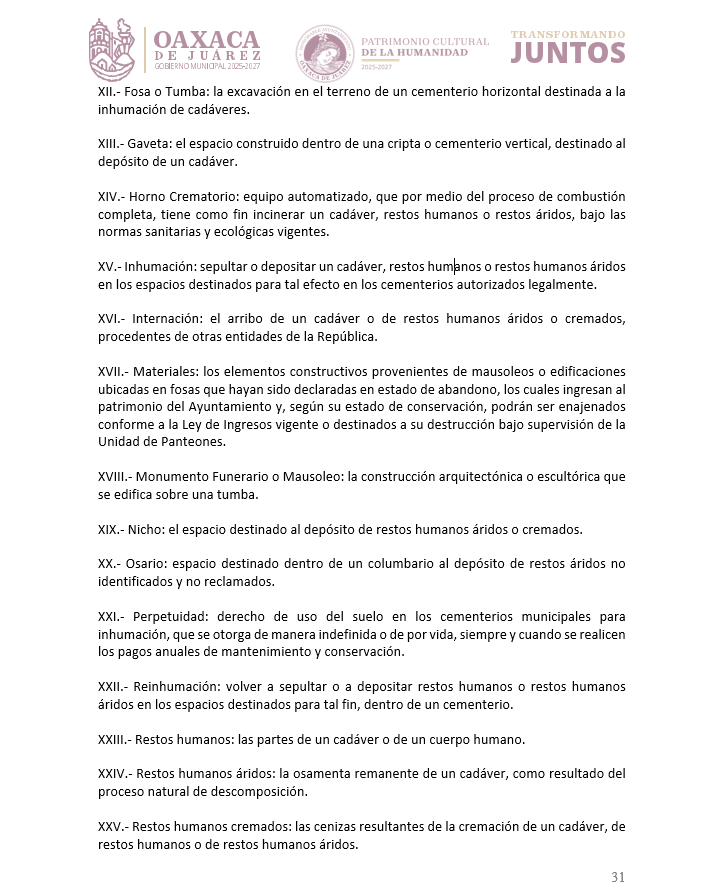 OAXACA
DE JUÁREZ
GOBIERNO MUNICIPAL 2025-2027
PATRIMONIO CULTURAL
DE LA HUMANIDAD
2025-2027
TRANSFORMANDO
JUNTOS
XII.- Fosa o Tumba: la excavación en el terreno de un cementerio horizontal destinada a la
inhumación de cadáveres.
XIII.- Gaveta: el espacio construido dentro de una cripta o cementerio vertical, destinado al
depósito de un cadáver.
XIV.- Horno Crematorio: equipo automatizado, que por medio del proceso de combustión
completa, tiene como fin incinerar un cadáver, restos humanos o restos áridos, bajo las
normas sanitarias y ecológicas vigentes.
XV.- Inhumación: sepultar o depositar un cadáver, restos humanos o restos humanos áridos
en los espacios destinados para tal efecto en los cementerios autorizados legalmente.
XVI.- Internación: el arribo de un cadáver o de restos humanos áridos o cremados,
procedentes de otras entidades de la República.
XVII.- Materiales: los elementos constructivos provenientes de mausoleos o edificaciones
ubicadas en fosas que hayan sido declaradas en estado de abandono, los cuales ingresan al
patrimonio del Ayuntamiento y, según su estado de conservación, podrán ser enajenados
conforme a la Ley de Ingresos vigente o destinados a su destrucción bajo supervisión de la
Unidad de Panteones.
XVIII.- Monumento Funerario o Mausoleo: la construcción arquitectónica o escultórica que
se edifica sobre una tumba.
XIX.- Nicho: el espacio destinado al depósito de restos humanos áridos o cremados.
XX.- Osario: espacio destinado dentro de un columbario al depósito de restos áridos no
identificados y no reclamados.
XXI.- Perpetuidad: derecho de uso del suelo en los cementerios municipales para
inhumación, que se otorga de manera indefinida o de por vida, siempre y cuando se realicen
los pagos anuales de mantenimiento y conservación.
XXII.- Reinhumación: volver a sepultar o a depositar restos humanos o restos humanos
áridos en los espacios destinados para tal fin, dentro de un cementerio.
XXIII.- Restos humanos: las partes de un cadáver o de un cuerpo humano.
XXIV.- Restos humanos áridos: la osamenta remanente de un cadáver, como resultado del
proceso natural de descomposición.
XXV.- Restos humanos cremados: las cenizas resultantes de la cremación de un cadáver, de
restos humanos o de restos humanos áridos.
31